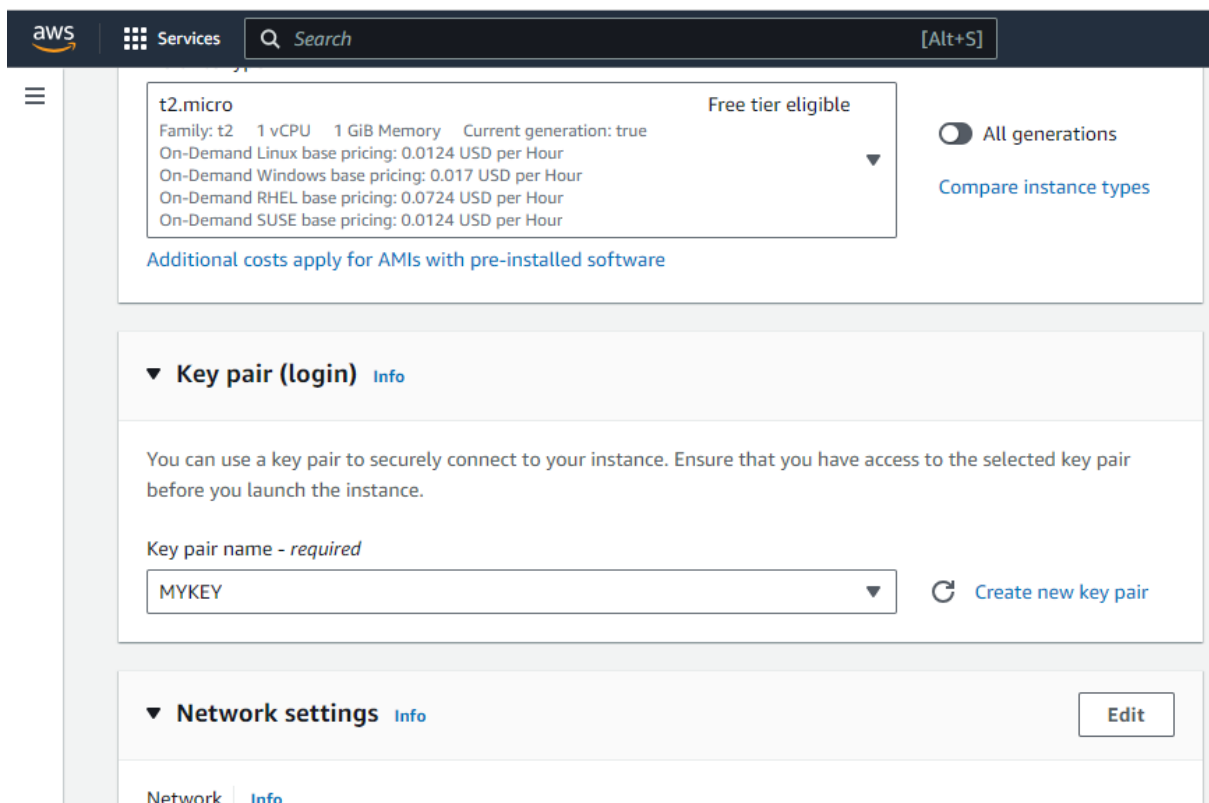 aws Services Search [Alt+S]
t2.micro Free tier eligible
Family: t2 1 vCPU 1 GiB Memory Current generation: true
On-Demand Linux base pricing: 0.0124 USD per Hour
On-Demand Windows base pricing: 0.017 USD per Hour
On-Demand RHEL base pricing: 0.0724 USD per Hour
On-Demand SUSE base pricing: 0.0124 USD per Hour
All generations
Compare instance types
Additional costs apply for AMIs with pre-installed software
Key pair (login) Info
You can use a key pair to securely connect to your instance. Ensure that you have access to the selected key pair
before you launch the instance.
Key pair name - required
MYKEY
Create new key pair
Network settings Info
Edit
Network Info